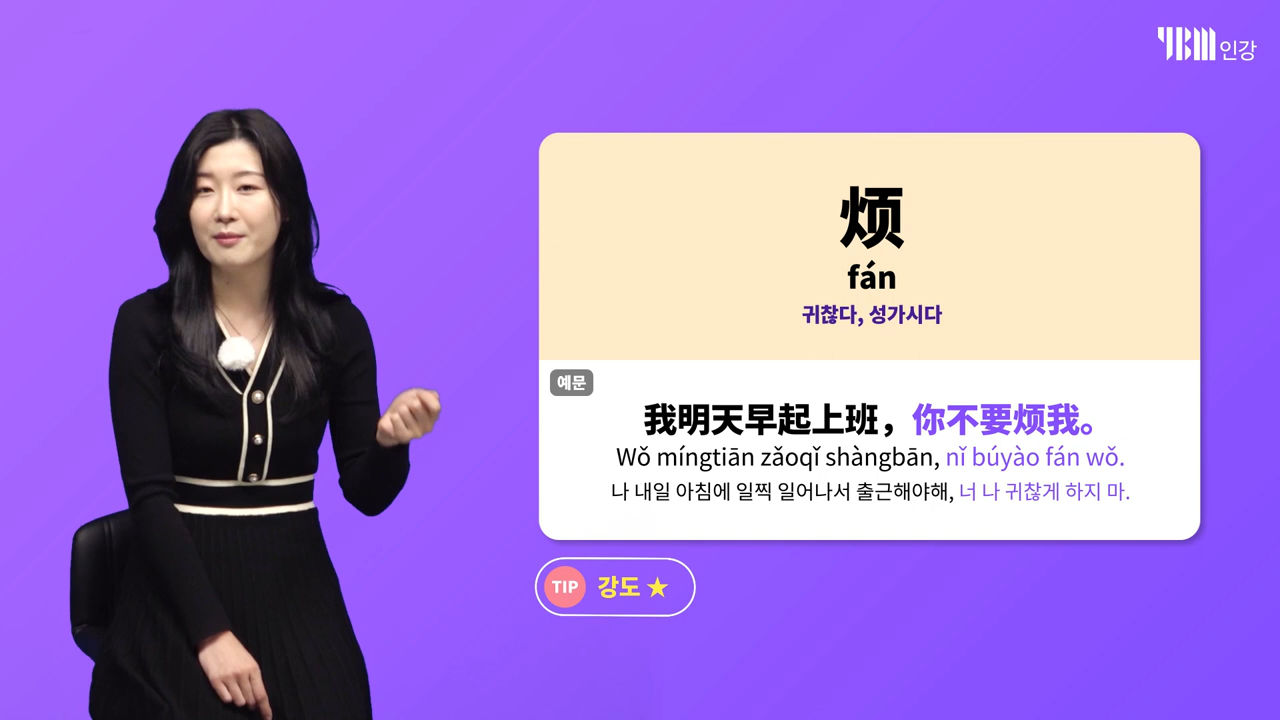 YBM 인강
烦
fán
귀찮다, 성가시다
예문
我明天早起上班，你不要烦我。
Wǒ míngtiān zǎoqǐ shàngbān, nǐ búyào fán wǒ.
나 내일 아침에 일찍 일어나서 출근해야해, 너 나 귀찮게 하지 마.
TIP 강도 ★